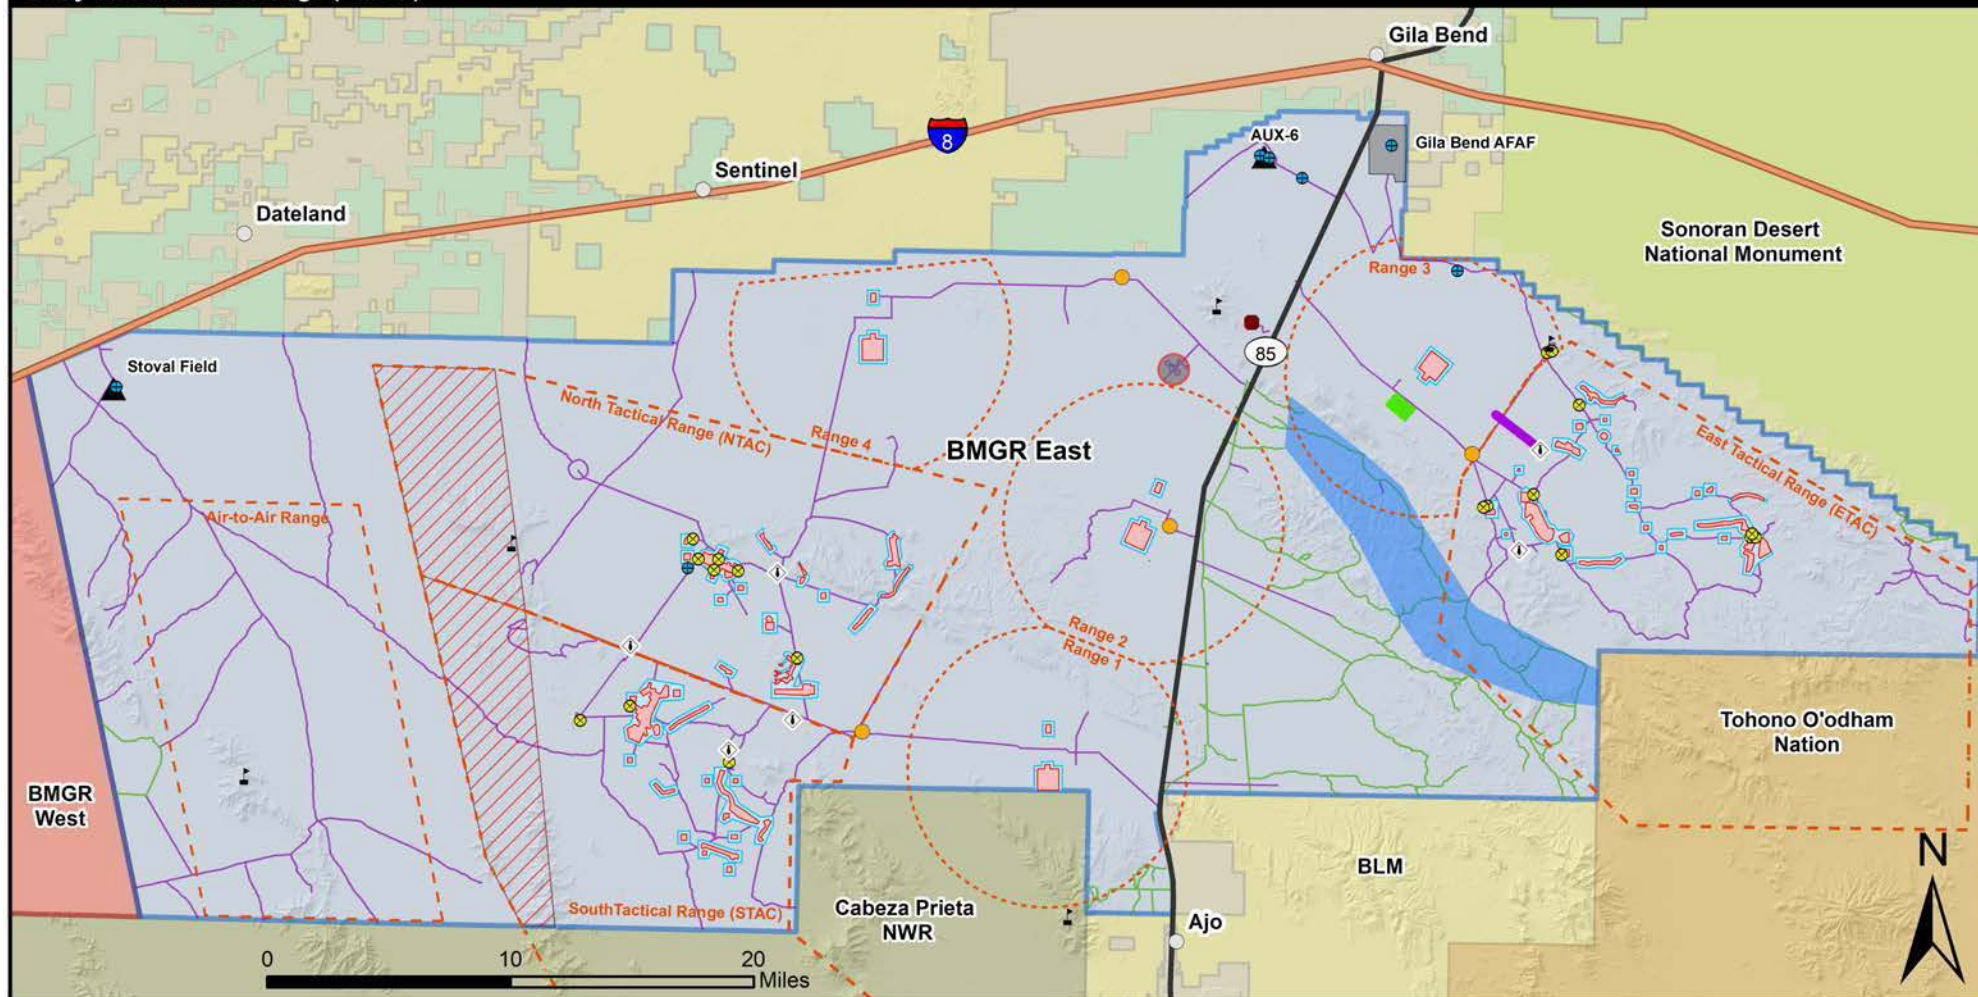 Gila Bend
8
AUX-6
Gila Bend AFAF
Sentinel
Dateland
Sonoran Desert
National Monument
Range 3
Stoval Field
85
North Tactical Range (NTAC)
Range 4
BMGR East
East Tactical Range (ETAC)
Air-to-Air Range
Range 2
Range 1
Tohono O'odham
Nation
BMGR
West
BLM
SouthTactical Range (STAC)
Cabeza Prieta
NWR
Ajo
N
0 10 20
Miles